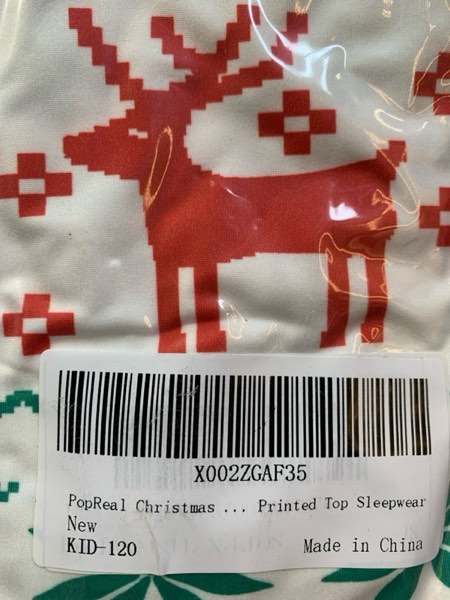 X002ZGAF35
PopReal Christmas ... Printed Top Sleepwear
New
KID-120
Made in China